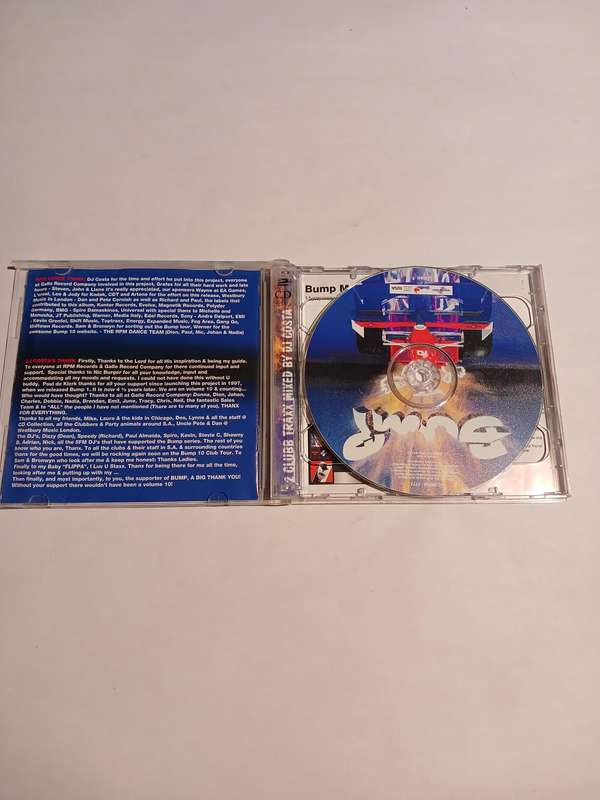 RPM DANCE THANX: DJ Costa for the time and effort he put into this project, everyone
at Gallo Record Company involved in this project, Grates for all their hard work and late
hours - Steven, John & Liene it's really appreciated, our sponsors Wayne at EA Games,
L'oreal, Lee & Jody for Kodak, CDT and Artone for the effort on this release, Westbury
Music in London - Dan and Pete Cornish as well as Richard and Paul, the labels that
contributed to this album, Kontor Records, Evolve, Magnetik Records, Polydor
Germany, BMG - Spiro Damaskinos, Universal with special thanx to Michelle and
Manusha, JT Publishing, Warner, Media Italy, Edel Records, Sony - Andre Delport, EMI
- Kevin Grenfel, Shift Music, Toptraxx, Energy, Expanded Music, Fog Area, Gang Go,
Records. Sam & Bronwyn for sorting out the Bump tour, Werner for the
awesome Bump 10 website. - THE RPM DANCE TEAM (Dion, Paul, Nic, Johan & Nadia)
DJ COSTA'S THANX: Firstly, Thanks to the Lord for all His inspiration & being my guide.
To everyone at RPM Records & Gallo Record Company for there continued input and
support. Special thanks to Nic Burger for all your knowledge, input and
accommodating all my moods and requests. I could not have done this without U
buddy. Paul de Klerk thanks for all your support since launching this project in 1997,
when we released Bump 1. It is now 4 ½ years later. We are on volume 10 & counting...
Who would have thought? Thanks to all at Gallo Record Company: Donna, Dion, Johan,
Charles, Debbie, Nadia, Brendan, Emil, June, Tracy, Chris, Neil, the fantastic Sales
Team & to "ALL" the people I have not mentioned (There are to many of you), THANX
FOR EVERYTHING.
Thanks to all my friends, Mike, Laura & the kids in Chicago, Des, Lynne & all the staff @
CD Collection, all the Clubbers & Party animals around S.A., Uncle Pete & Dan @
Westbury Music London.
The DJ's, Dizzy (Dean), Speedy (Richard), Paul Almeida, Spiro, Kevin, Stevie C, Shawny
B, Adrian, Nick, all the 5FM DJ's that have supported the Bump series. The rest of you
know who you are, Thanx. To all the clubs & their staff in S.A & surrounding countries
thanx for the good times, we will be rocking again soon on the Bump 10 Club Tour. To
Sam & Bronwyn who look after me & keep me honest: Thanks Ladies.
Finally to my Baby "FLIPPA", I Luv U Staxx. Thanx for being there for me all the time,
looking after me & putting up with my ...
Then finally, and most importantly, to you, the supporter of BUMP, A BIG THANK YOU!
Without your support there wouldn't have been a volume 10!
2 CLUBB TRAXX MIXED BY DJ COSTA
Bump M
bump